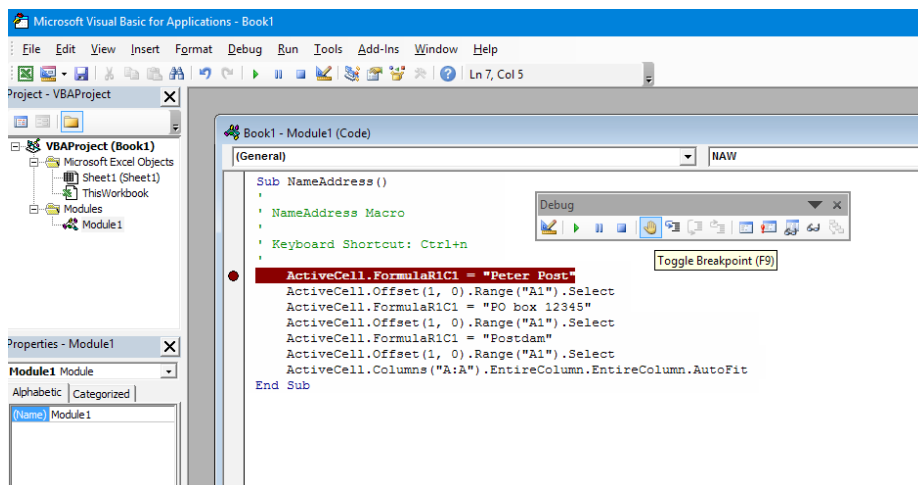 Microsoft Visual Basic for Applications - Book1
File Edit View Insert Format Debug Run Tools Add-Ins Window Help
Ln 7, Col 5
Project - VBAProject
VBAProject (Book1)
Microsoft Excel Objects
Sheet1 (Sheet1)
ThisWorkbook
Modules
Module1
Properties - Module1
Module1 Module
Alphabetic Categorized
(Name) Module1
Book1 - Module1 (Code)
(General) NAW
Sub NameAddress()
'
' NameAddress Macro
'
' Keyboard Shortcut: Ctrl+n
'
ActiveCell.FormulaR1C1 = "Peter Post"
ActiveCell.Offset(1, 0).Range("A1").Select
ActiveCell.FormulaR1C1 = "PO box 12345"
ActiveCell.Offset(1, 0).Range("A1").Select
ActiveCell.FormulaR1C1 = "Postdam"
ActiveCell.Offset(1, 0).Range("A1").Select
ActiveCell.Columns("A:A").EntireColumn.EntireColumn.AutoFit
End Sub
Debug
Toggle Breakpoint (F9)